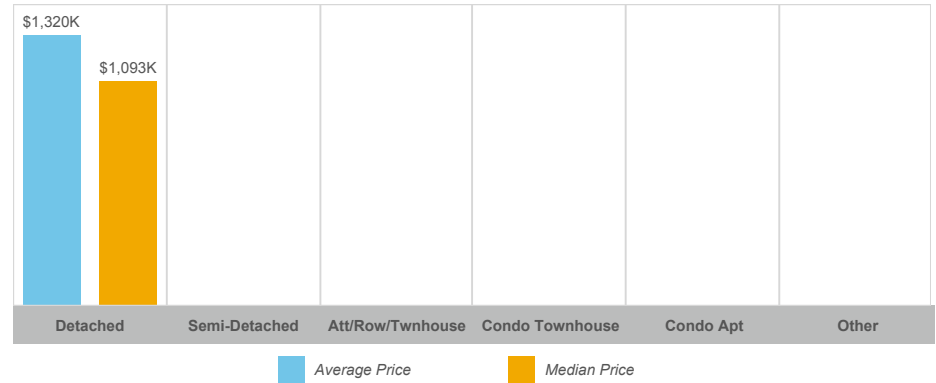 $1,320K
$1,093K
Detached Semi-Detached Att/Row/Twnhouse Condo Townhouse Condo Apt Other
Average Price Median Price